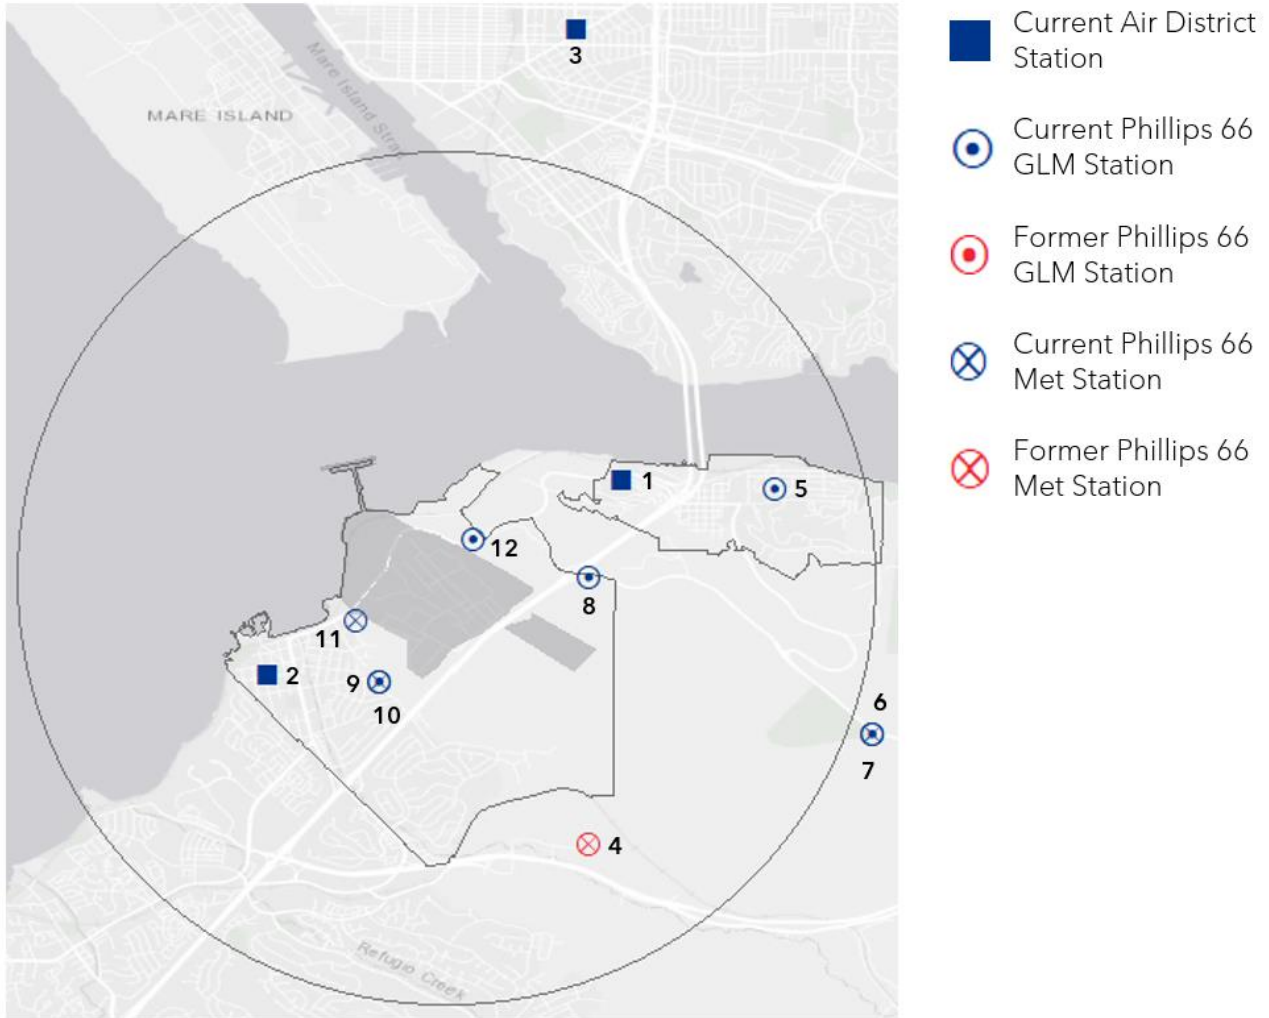 3
Mare Island Strait
MARE ISLAND
1
5
12
8
11
2
9
10
6
7
4
Refugio Creek
Current Air District
Station
Current Phillips 66
GLM Station
Former Phillips 66
GLM Station
Current Phillips 66
Met Station
Former Phillips 66
Met Station